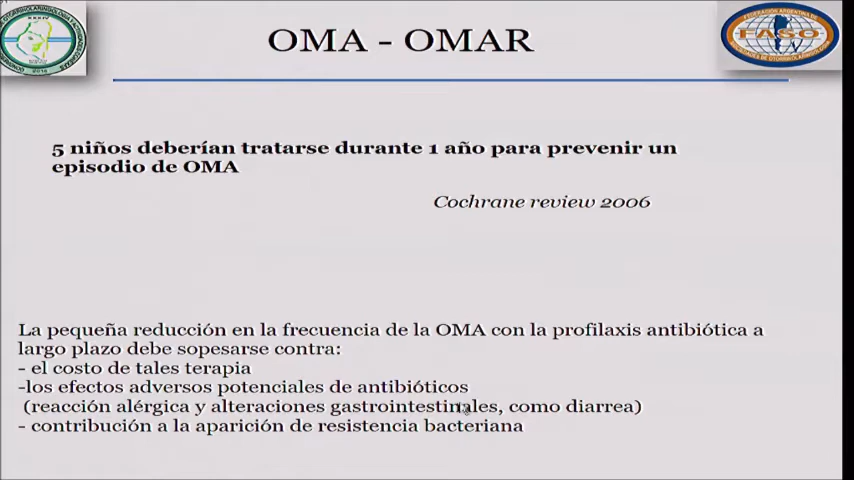 OMA - OMAR
FASO
5 niños deberían tratarse durante 1 año para prevenir un
episodio de OMA
Cochrane review 2006
La pequeña reducción en la frecuencia de la OMA con la profilaxis antibiótica a
largo plazo debe sopesarse contra:
- el costo de tales terapia
-los efectos adversos potenciales de antibióticos
(reacción alérgica y alteraciones gastrointestinales, como diarrea)
- contribución a la aparición de resistencia bacteriana